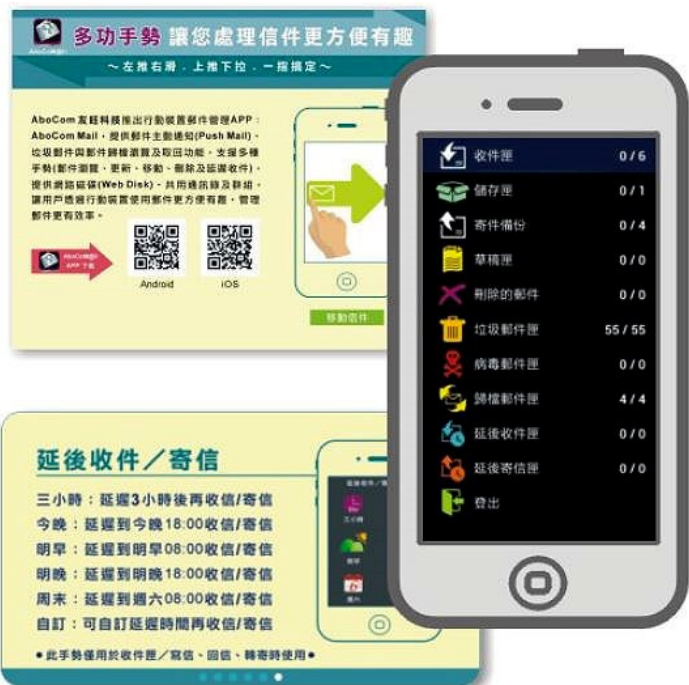 多功手勢 讓您處理信件更方便有趣
～左推右滑．上推下拉．一指搞定～
AboCom 友旺科技推出行動裝置郵件管理APP：
AboCom Mail，提供郵件主動通知(Push Mail)、
垃圾郵件與郵件歸檔瀏覽及取回功能，支援多種
手勢(郵件瀏覽、更新、移動、刪除及延遲收件)，
提供網路磁碟(Web Disk)、共用通訊錄及群組，
讓用戶透過行動裝置使用郵件更方便有趣，管理
郵件更有效率。
APP 下載
Android
iOS
移動信件
收件匣 0 / 6
儲存匣 0 / 1
寄件備份 0 / 4
草稿匣 0 / 0
刪除的郵件 0 / 0
垃圾郵件匣 55 / 55
病毒郵件匣 0 / 0
歸檔郵件匣 4 / 4
延後收件匣 0 / 0
延後寄信匣 0 / 0
登出
延後收件／寄信
三小時：延遲3小時後再收信/寄信
今晚：延遲到今晚18:00收信/寄信
明早：延遲到明早08:00收信/寄信
明晚：延遲到明晚18:00收信/寄信
周末：延遲到週六08:00收信/寄信
自訂：可自訂延遲時間再收信/寄信
●此手勢僅用於收件匣／寫信、回信、轉寄時使用●
三小時